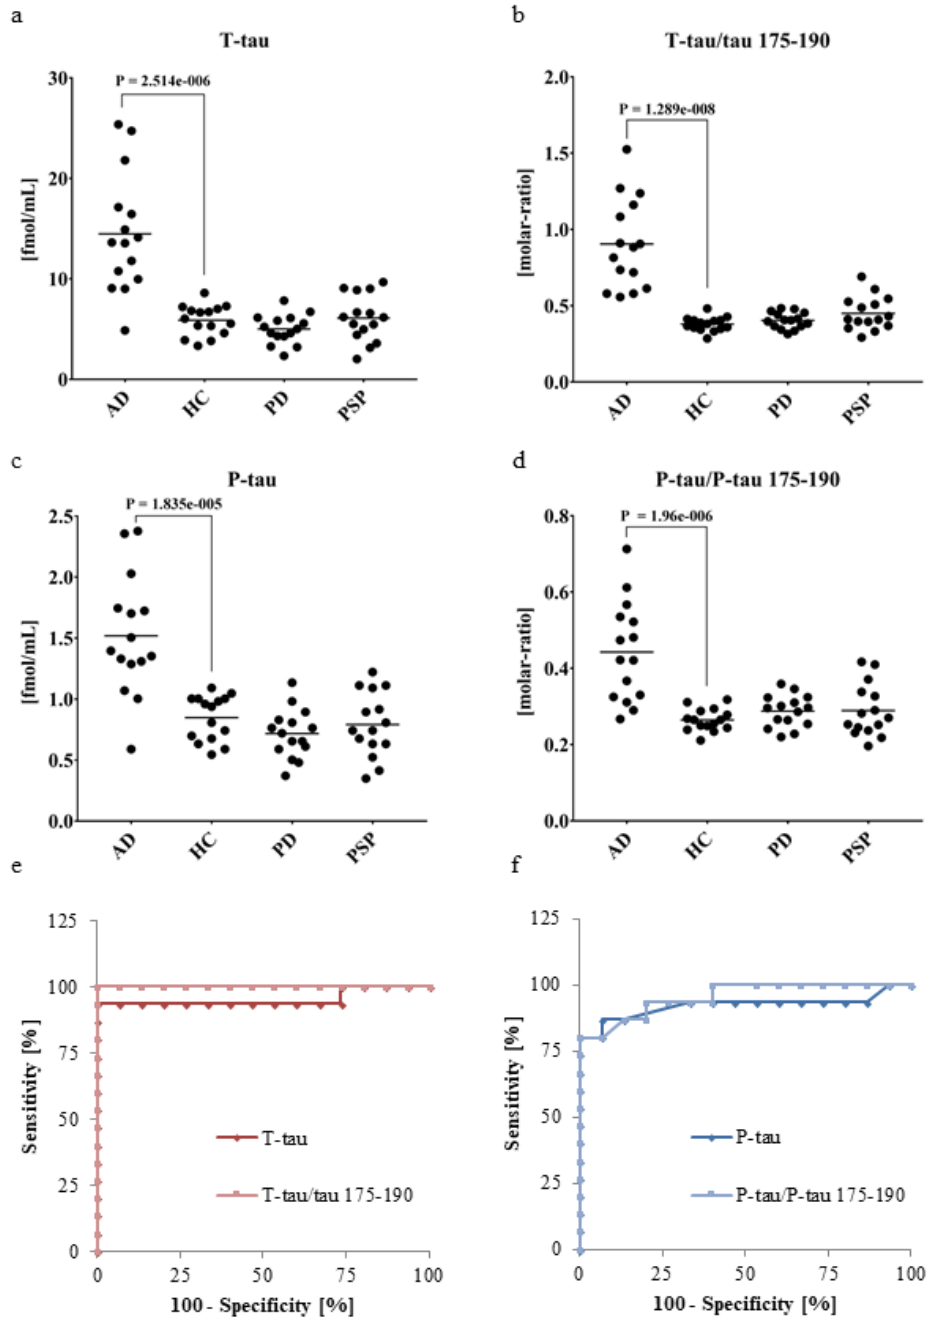 a
T-tau
P = 2.514e-006
30
20
10
0
[fmol/mL]
AD
HC
PD
PSP
b
T-tau/tau 175-190
P = 1.289e-008
2.0
1.5
1.0
0.5
0.0
[molar-ratio]
AD
HC
PD
PSP
c
P-tau
P = 1.835e-005
2.5
2.0
1.5
1.0
0.5
0.0
[fmol/mL]
AD
HC
PD
PSP
d
P-tau/P-tau 175-190
P = 1.96e-006
0.8
0.6
0.4
0.2
0.0
[molar-ratio]
AD
HC
PD
PSP
e
125
100
75
50
25
0
Sensitivity [%]
T-tau
T-tau/tau 175-190
0 25 50 75 100
100 - Specificity [%]
f
125
100
75
50
25
0
Sensitivity [%]
P-tau
P-tau/P-tau 175-190
0 25 50 75 100
100 - Specificity [%]